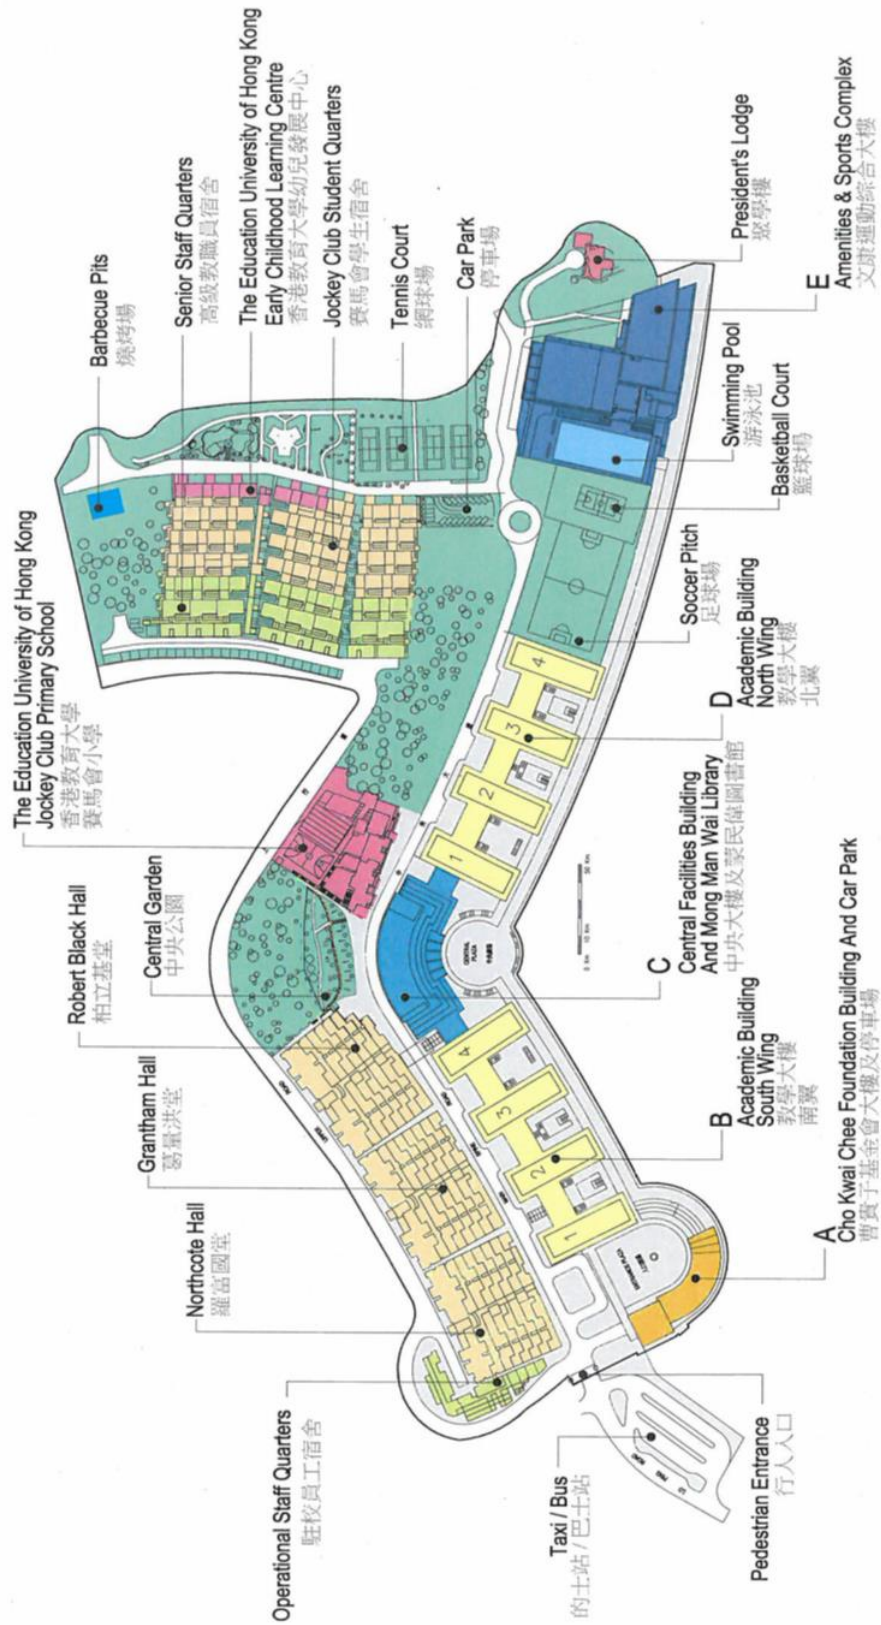 Operational Staff Quarters
駐校員工宿舍
Northcote Hall
羅富國堂
Grantham Hall
葛量洪堂
Robert Black Hall
柏立基堂
Central Garden
中央公園
The Education University of Hong Kong
Jockey Club Primary School
香港教育大學
賽馬會小學
Barbecue Pits
燒烤場
Senior Staff Quarters
高級教職員宿舍
The Education University of Hong Kong
Early Childhood Learning Centre
香港教育大學幼兒發展中心
Jockey Club Student Quarters
賽馬會學生宿舍
Tennis Court
網球場
Car Park
停車場
UPPER
ROAD
ROAD
CENTRAL
PLAZA
1
2
3
4
1
2
3
4
ENTRANCE PLAZA
LO
PING
ROAD
Taxi / Bus
的士站 / 巴士站
Pedestrian Entrance
行人入口
A
Cho Kwai Chee Foundation Building And Car Park
曹貴子基金會大樓及停車場
B
Academic Building
South Wing
教學大樓
南翼
C
Central Facilities Building
And Mong Man Wai Library
中央大樓及蒙民偉圖書館
D
Academic Building
North Wing
教學大樓
北翼
Soccer Pitch
足球場
Basketball Court
籃球場
Swimming Pool
游泳池
E
Amenities & Sports Complex
文康運動綜合大樓
President's Lodge
聚學樓